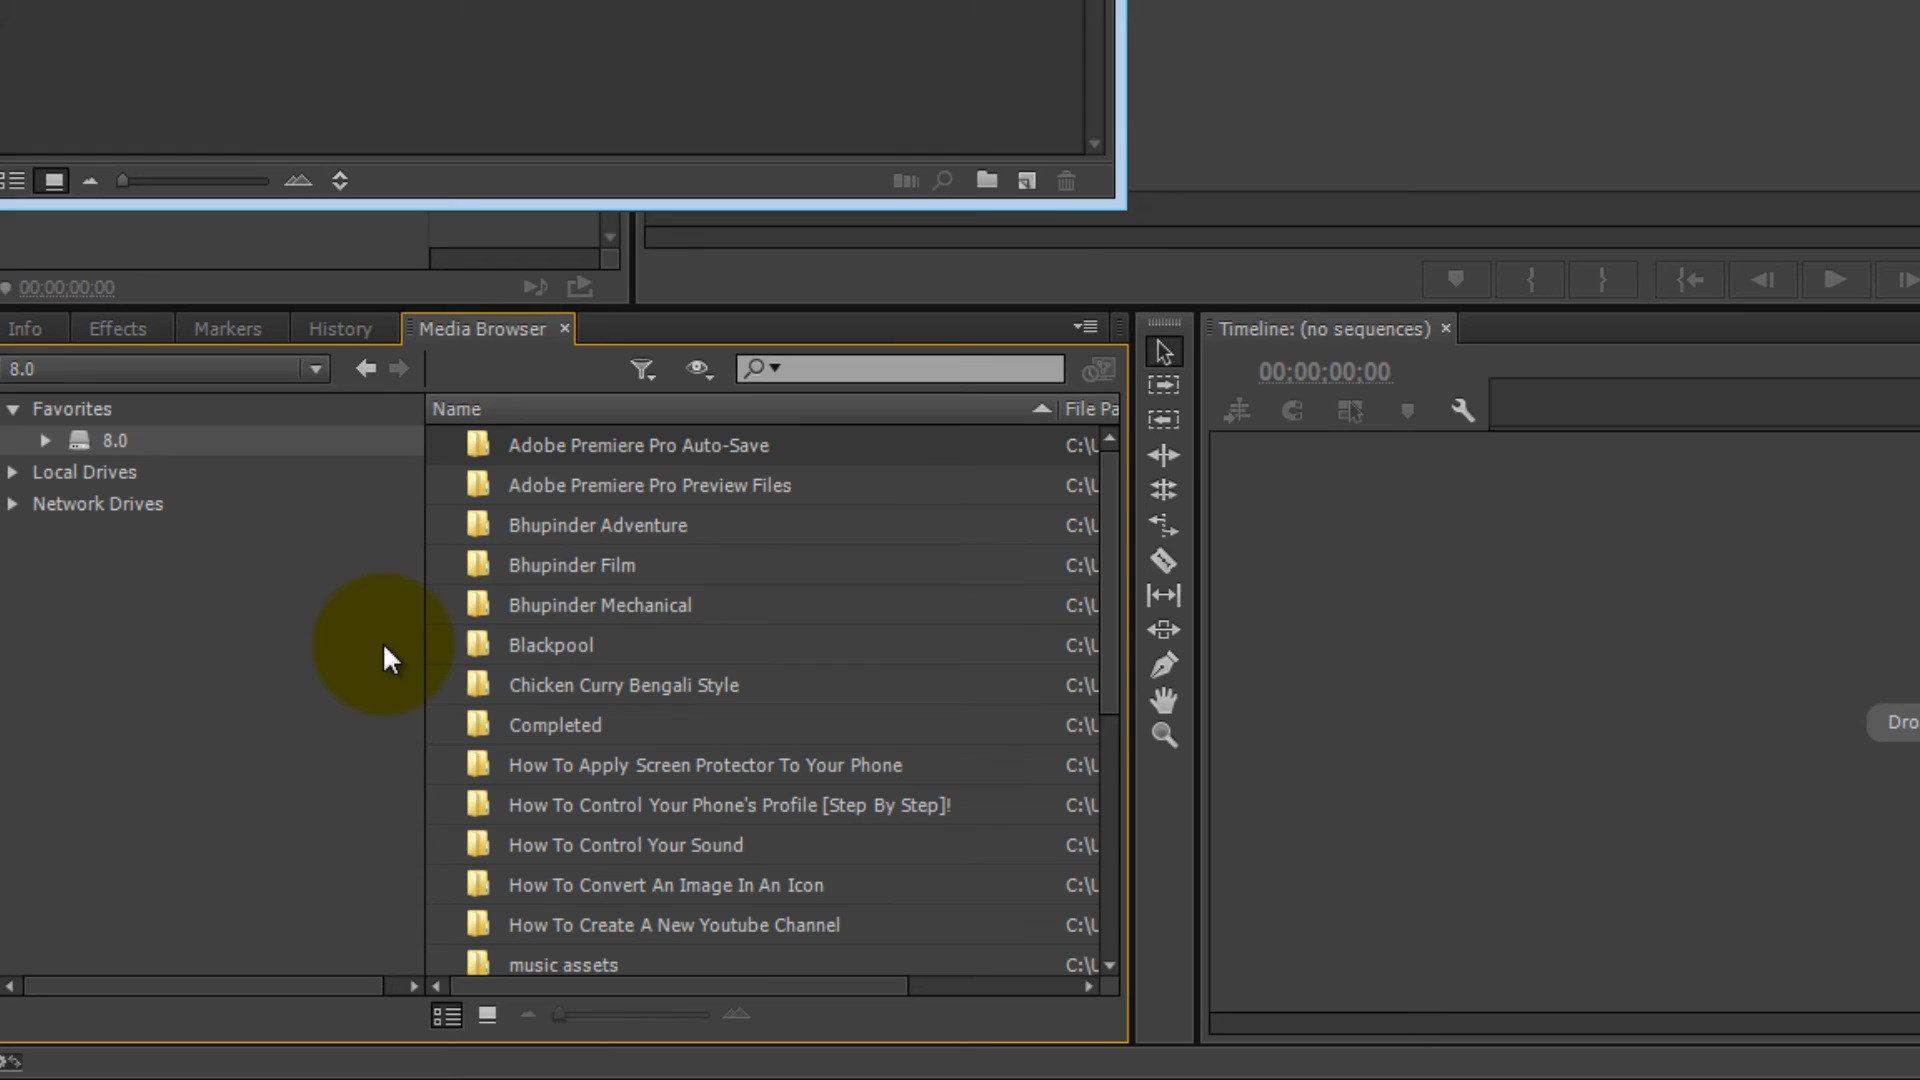 00;00;00;00
Info
Effects
Markers
History
Media Browser
Timeline: (no sequences)
8.0
00;00;00;00
Favorites
8.0
Local Drives
Network Drives
Name
File Pa
Adobe Premiere Pro Auto-Save
C:\U
Adobe Premiere Pro Preview Files
C:\U
Bhupinder Adventure
C:\U
Bhupinder Film
C:\U
Bhupinder Mechanical
C:\U
Blackpool
C:\U
Chicken Curry Bengali Style
C:\U
Completed
C:\U
How To Apply Screen Protector To Your Phone
C:\U
How To Control Your Phone's Profile [Step By Step]!
C:\U
How To Control Your Sound
C:\U
How To Convert An Image In An Icon
C:\U
How To Create A New Youtube Channel
C:\U
music assets
C:\U
Dro